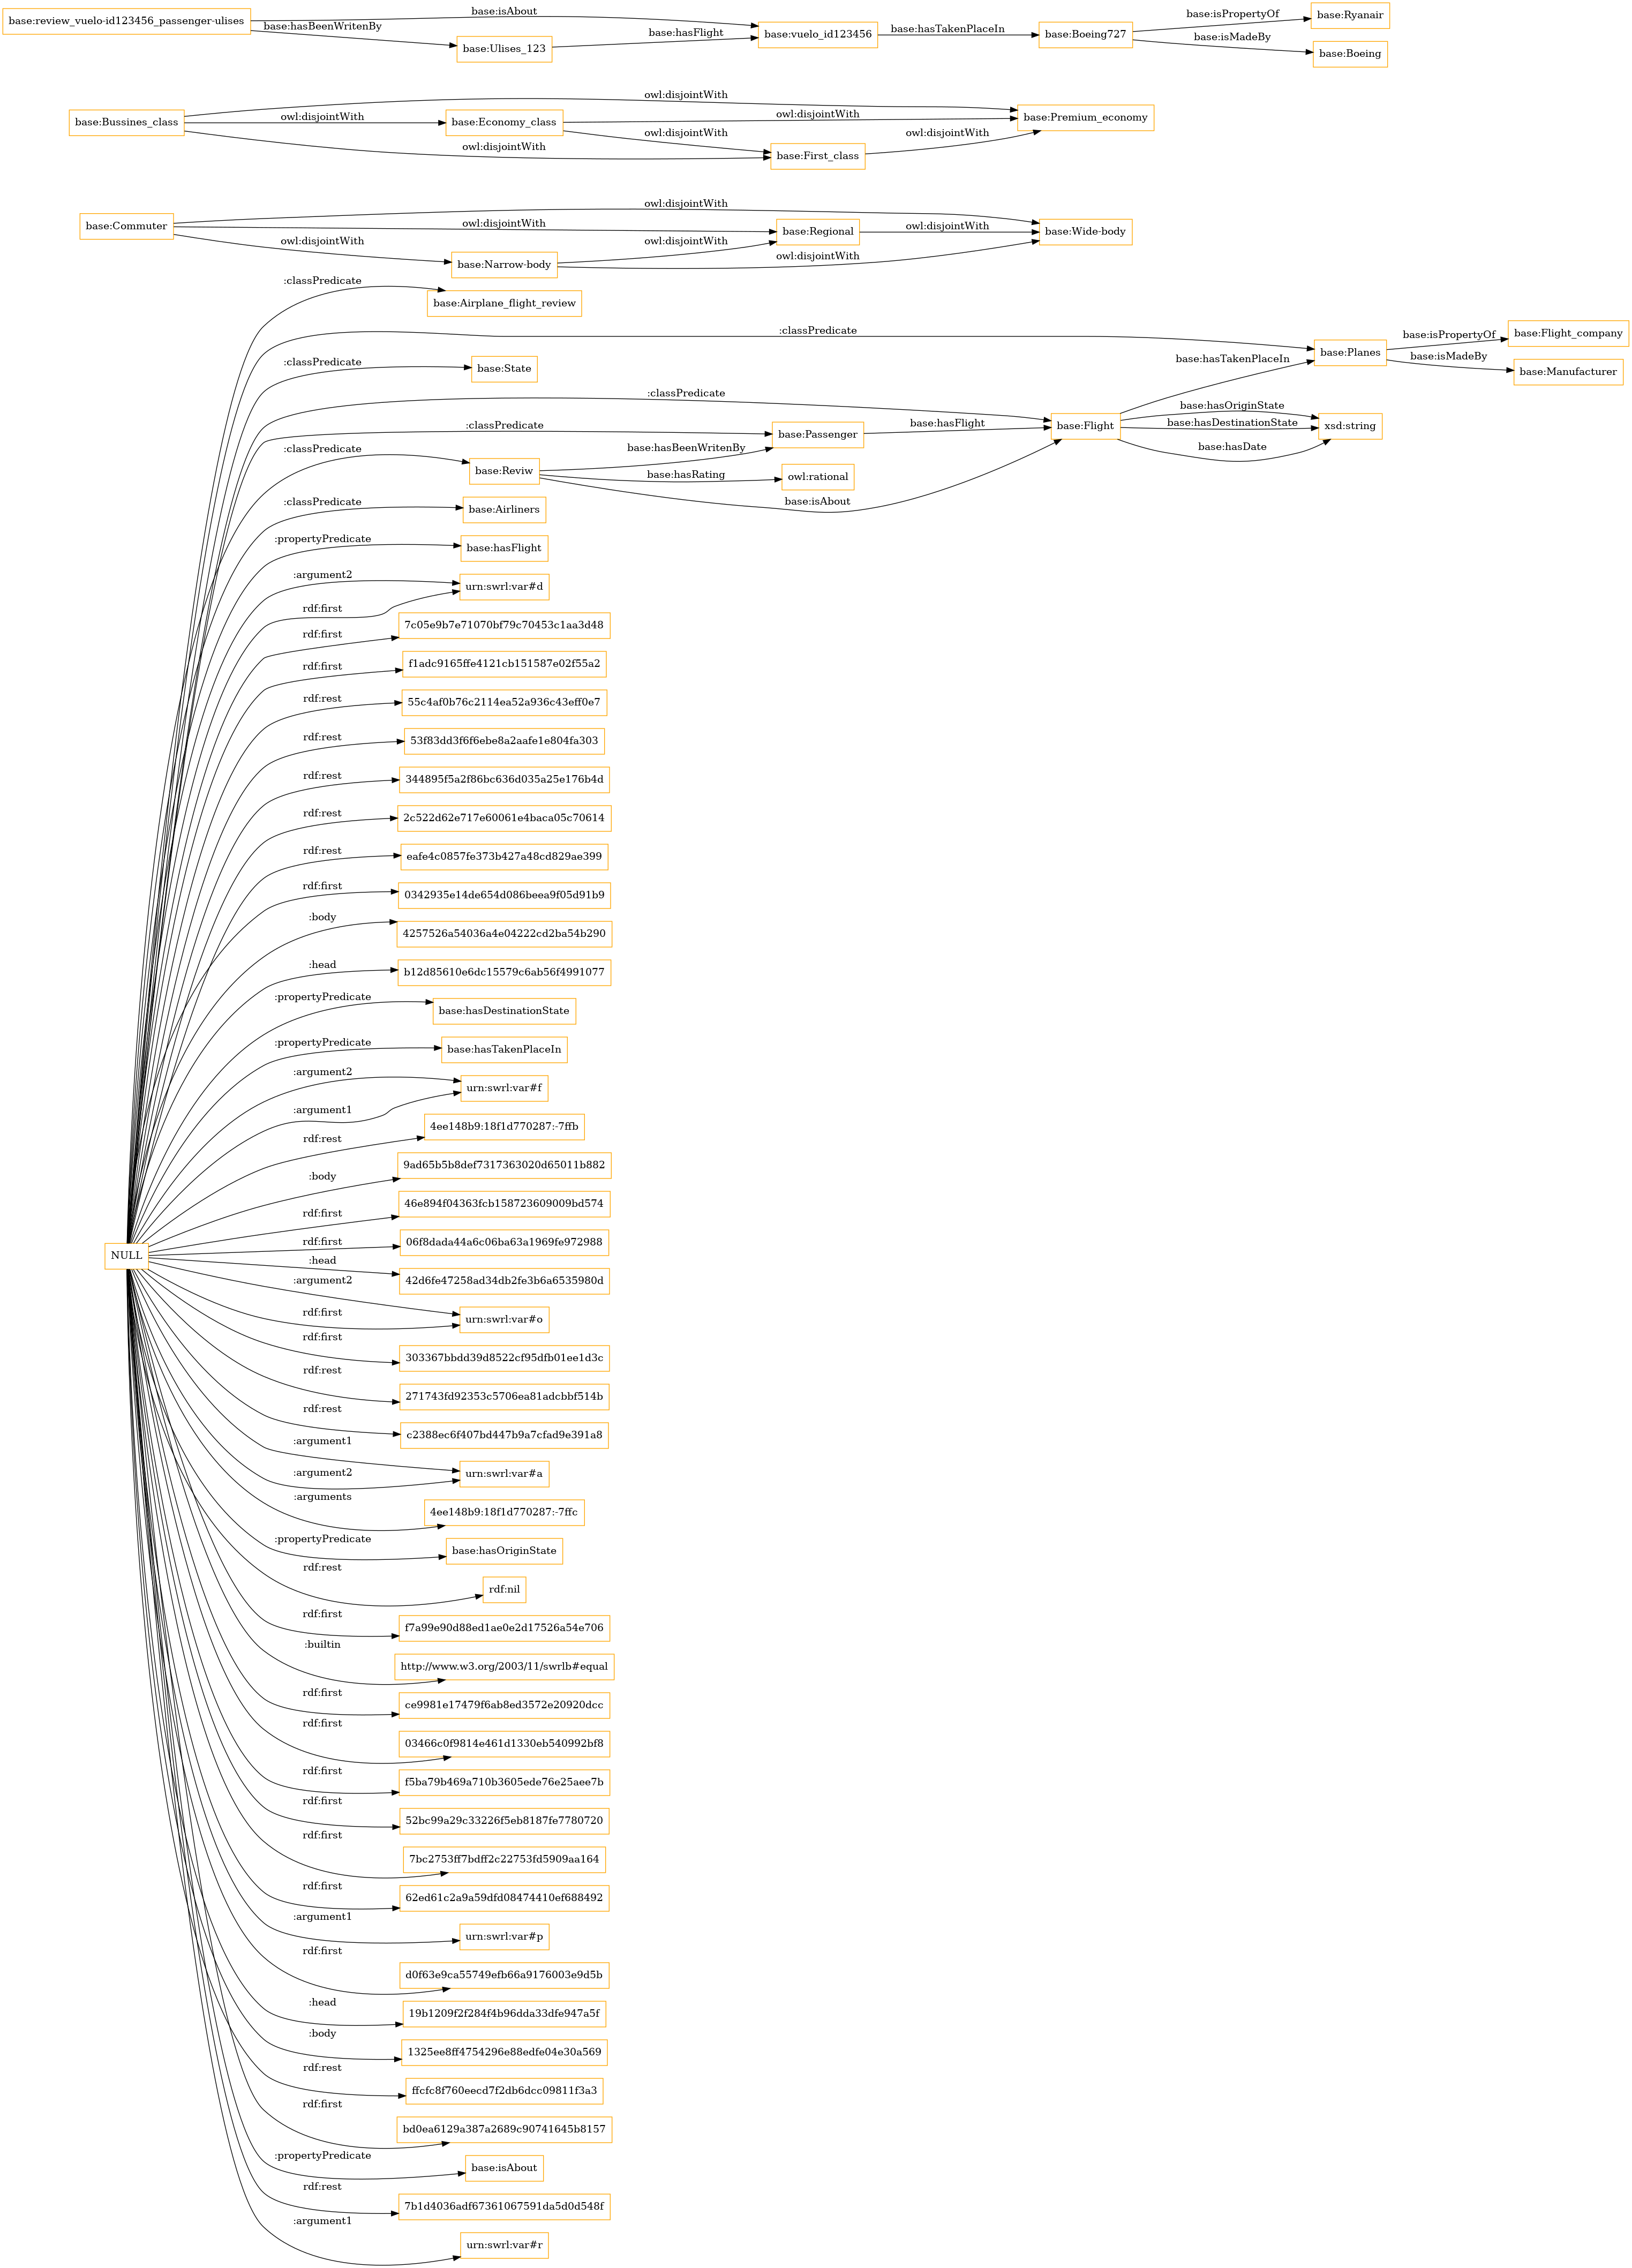 base:review_vuelo-id123456_passenger-ulises
base:isAbout
base:hasBeenWritenBy
base:Ulises_123
base:hasFlight
base:vuelo_id123456
base:hasTakenPlaceIn
base:Boeing727
base:isPropertyOf
base:Ryanair
base:isMadeBy
base:Boeing
base:Bussines_class
owl:disjointWith
owl:disjointWith
base:Economy_class
owl:disjointWith
owl:disjointWith
owl:disjointWith
base:First_class
owl:disjointWith
base:Premium_economy
base:Commuter
owl:disjointWith
owl:disjointWith
owl:disjointWith
base:Narrow-body
owl:disjointWith
base:Regional
owl:disjointWith
owl:disjointWith
base:Wide-body
:classPredicate
base:Airplane_flight_review
:classPredicate
base:Planes
base:isPropertyOf
base:Flight_company
base:isMadeBy
base:Manufacturer
:classPredicate
base:State
base:hasTakenPlaceIn
:classPredicate
base:Flight
base:hasOriginState
base:hasDestinationState
base:hasDate
xsd:string
:classPredicate
base:Passenger
base:hasFlight
:classPredicate
base:Reviw
base:hasBeenWritenBy
base:hasRating
owl:rational
base:isAbout
:classPredicate
base:Airliners
:propertyPredicate
base:hasFlight
:argument2
urn:swrl:var#d
rdf:first
rdf:first
7c05e9b7e71070bf79c70453c1aa3d48
rdf:first
f1adc9165ffe4121cb151587e02f55a2
rdf:rest
55c4af0b76c2114ea52a936c43eff0e7
rdf:rest
53f83dd3f6f6ebe8a2aafe1e804fa303
rdf:rest
344895f5a2f86bc636d035a25e176b4d
rdf:rest
2c522d62e717e60061e4baca05c70614
rdf:rest
eafe4c0857fe373b427a48cd829ae399
rdf:first
0342935e14de654d086beea9f05d91b9
:body
4257526a54036a4e04222cd2ba54b290
:head
b12d85610e6dc15579c6ab56f4991077
:propertyPredicate
base:hasDestinationState
:propertyPredicate
base:hasTakenPlaceIn
:argument2
urn:swrl:var#f
:argument1
rdf:rest
4ee148b9:18f1d770287:-7ffb
:body
9ad65b5b8def7317363020d65011b882
rdf:first
46e894f04363fcb158723609009bd574
NULL
rdf:first
06f8dada44a6c06ba63a1969fe972988
:head
42d6fe47258ad34db2fe3b6a6535980d
:argument2
urn:swrl:var#o
rdf:first
rdf:first
303367bbdd39d8522cf95dfb01ee1d3c
rdf:rest
271743fd92353c5706ea81adcbbf514b
rdf:rest
c2388ec6f407bd447b9a7cfad9e391a8
:argument1
urn:swrl:var#a
:argument2
:arguments
4ee148b9:18f1d770287:-7ffc
:propertyPredicate
base:hasOriginState
rdf:rest
rdf:nil
rdf:first
f7a99e90d88ed1ae0e2d17526a54e706
:builtin
http://www.w3.org/2003/11/swrlb#equal
rdf:first
ce9981e17479f6ab8ed3572e20920dcc
rdf:first
03466c0f9814e461d1330eb540992bf8
rdf:first
f5ba79b469a710b3605ede76e25aee7b
rdf:first
52bc99a29c33226f5eb8187fe7780720
rdf:first
7bc2753ff7bdff2c22753fd5909aa164
rdf:first
62ed61c2a9a59dfd08474410ef688492
:argument1
urn:swrl:var#p
rdf:first
d0f63e9ca55749efb66a9176003e9d5b
:head
19b1209f2f284f4b96dda33dfe947a5f
:body
1325ee8ff4754296e88edfe04e30a569
rdf:rest
ffcfc8f760eecd7f2db6dcc09811f3a3
rdf:first
bd0ea6129a387a2689c90741645b8157
:propertyPredicate
base:isAbout
rdf:rest
7b1d4036adf67361067591da5d0d548f
:argument1
urn:swrl:var#r